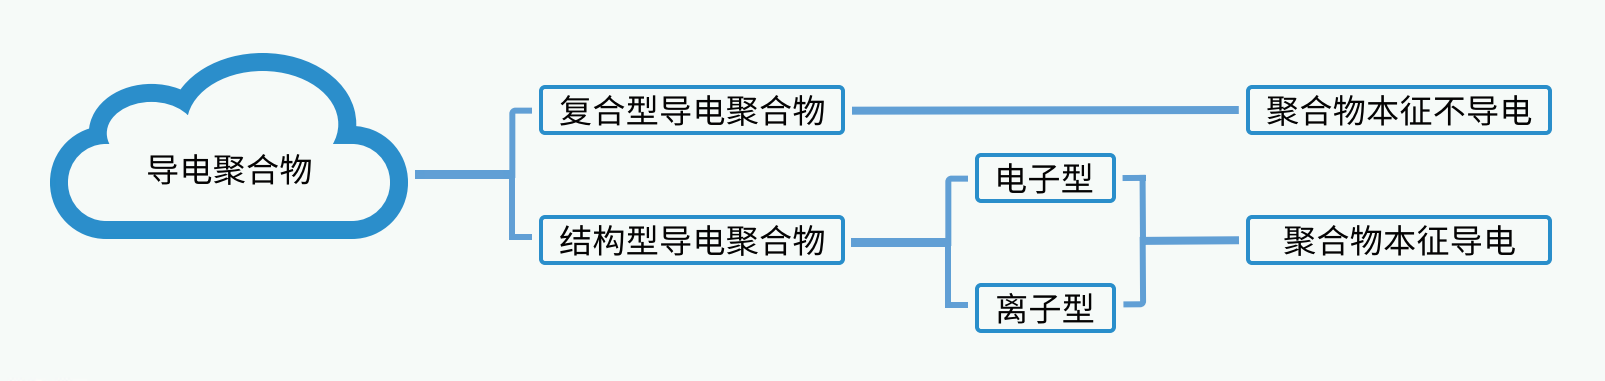 导电聚合物
复合型导电聚合物
聚合物本征不导电
结构型导电聚合物
电子型
离子型
聚合物本征导电